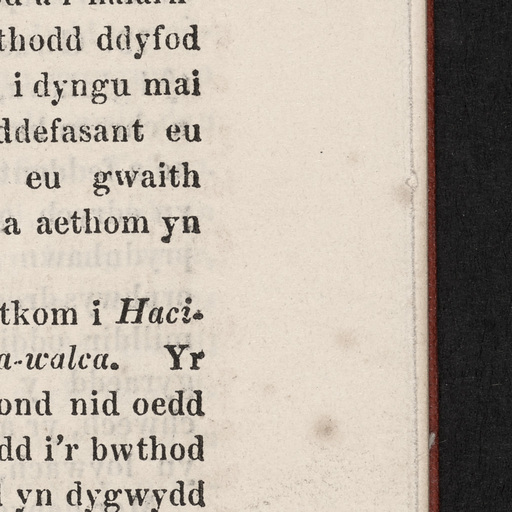 thodd ddyfod
i dyngu mai
ddefasant eu
eu gwaith
a aethom yn
tkom i Haci-
a-walca. Yr
ond nid oedd
dd i'r bwthod
yn dygwydd